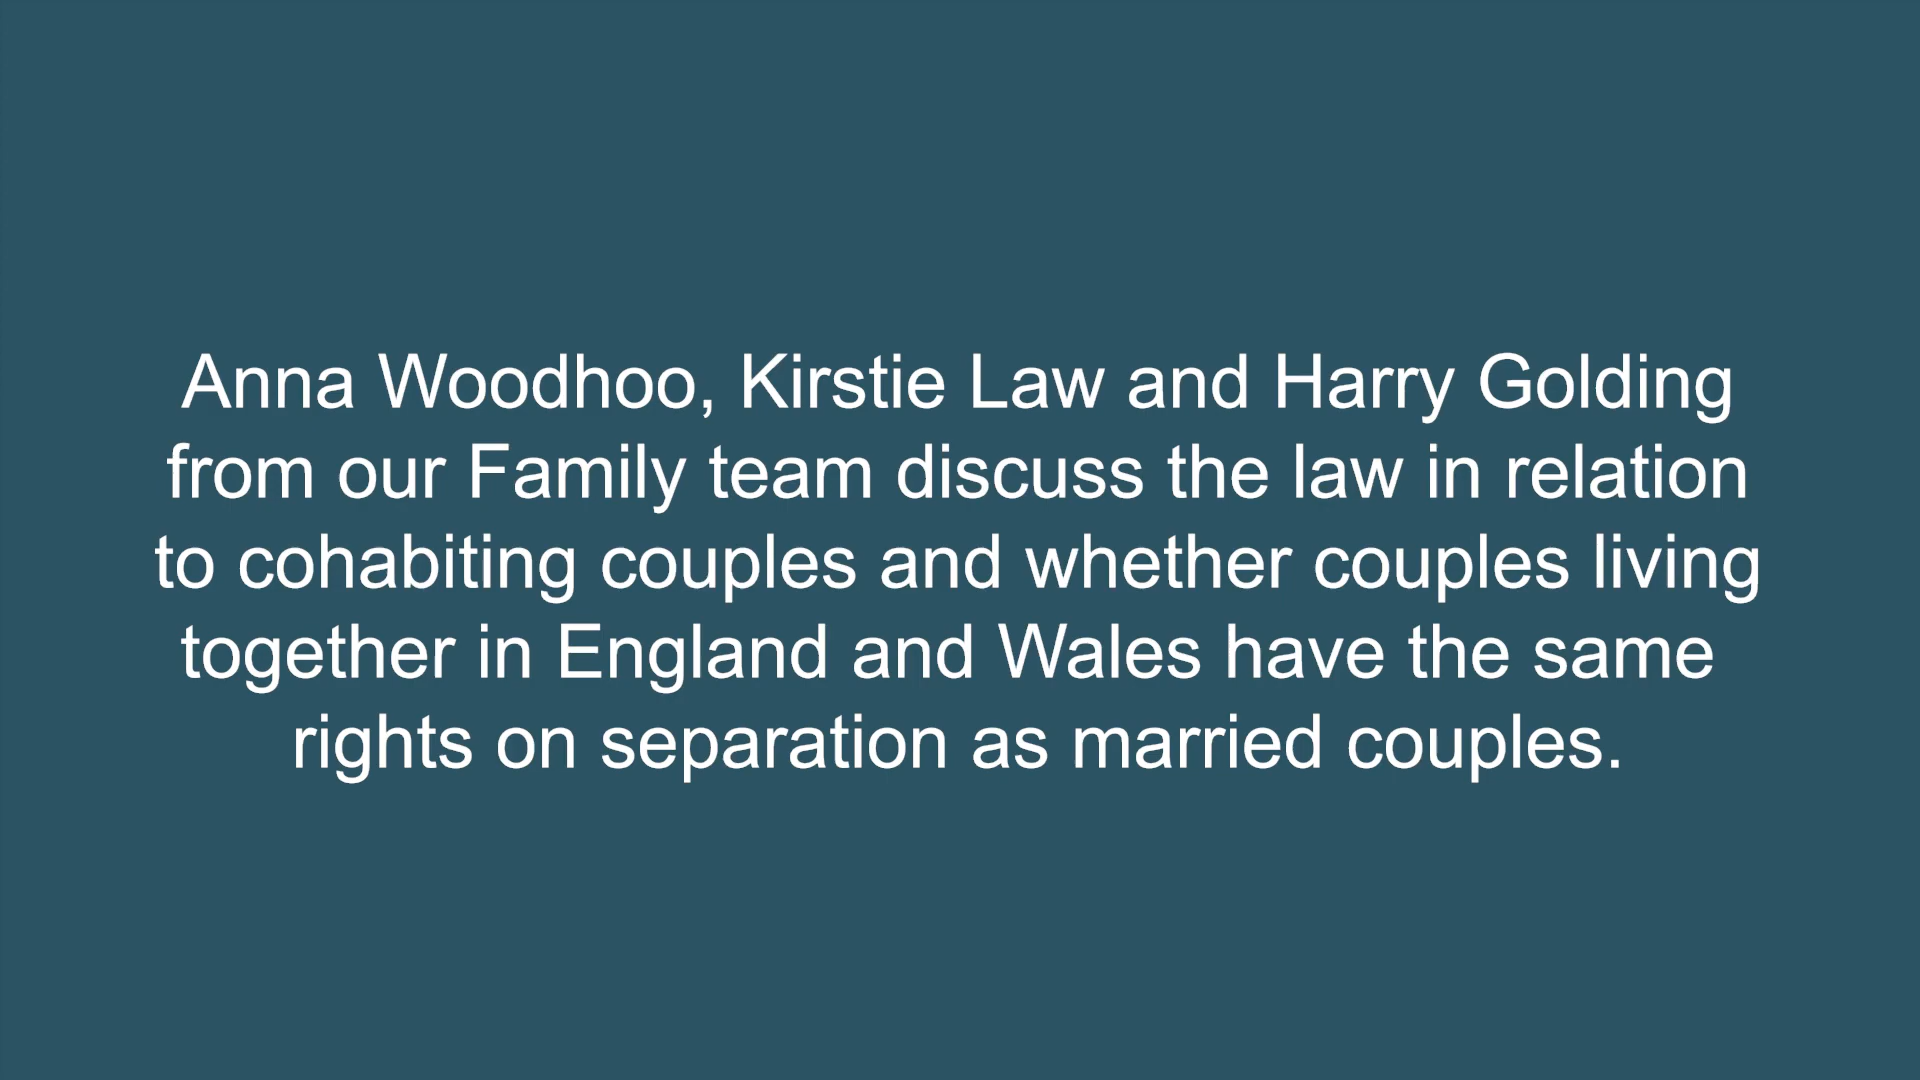 Anna Woodhoo, Kirstie Law and Harry Golding
from our Family team discuss the law in relation
to cohabiting couples and whether couples living
together in England and Wales have the same
rights on separation as married couples.